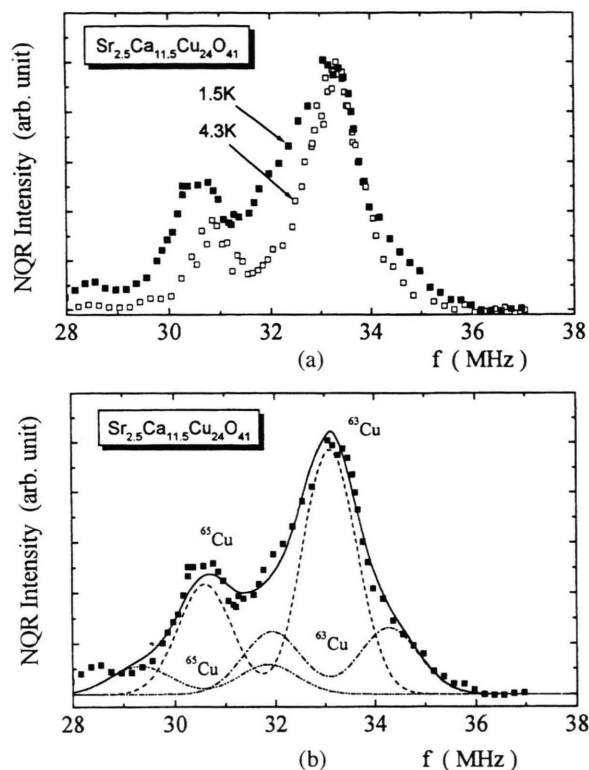 Sr2.5Ca11.5Cu24O41
1.5K
4.3K
NQR Intensity (arb. unit)
28 30 32 34 36 38
(a) f ( MHz )
Sr2.5Ca11.5Cu24O41
63Cu
65Cu
63Cu
65Cu
NQR Intensity (arb. unit)
28 30 32 34 36 38
(b) f ( MHz )